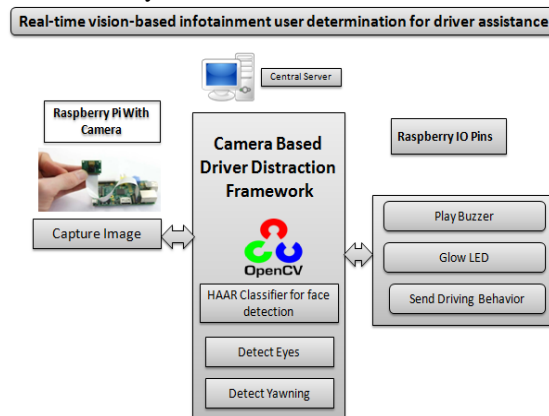 Real-time vision-based infotainment user determination for driver assistance
Central Server
Raspberry Pi With
Camera
Capture Image
Camera Based
Driver Distraction
Framework
OpenCV
HAAR Classifier for face
detection
Detect Eyes
Detect Yawning
Raspberry IO Pins
Play Buzzer
Glow LED
Send Driving Behavior